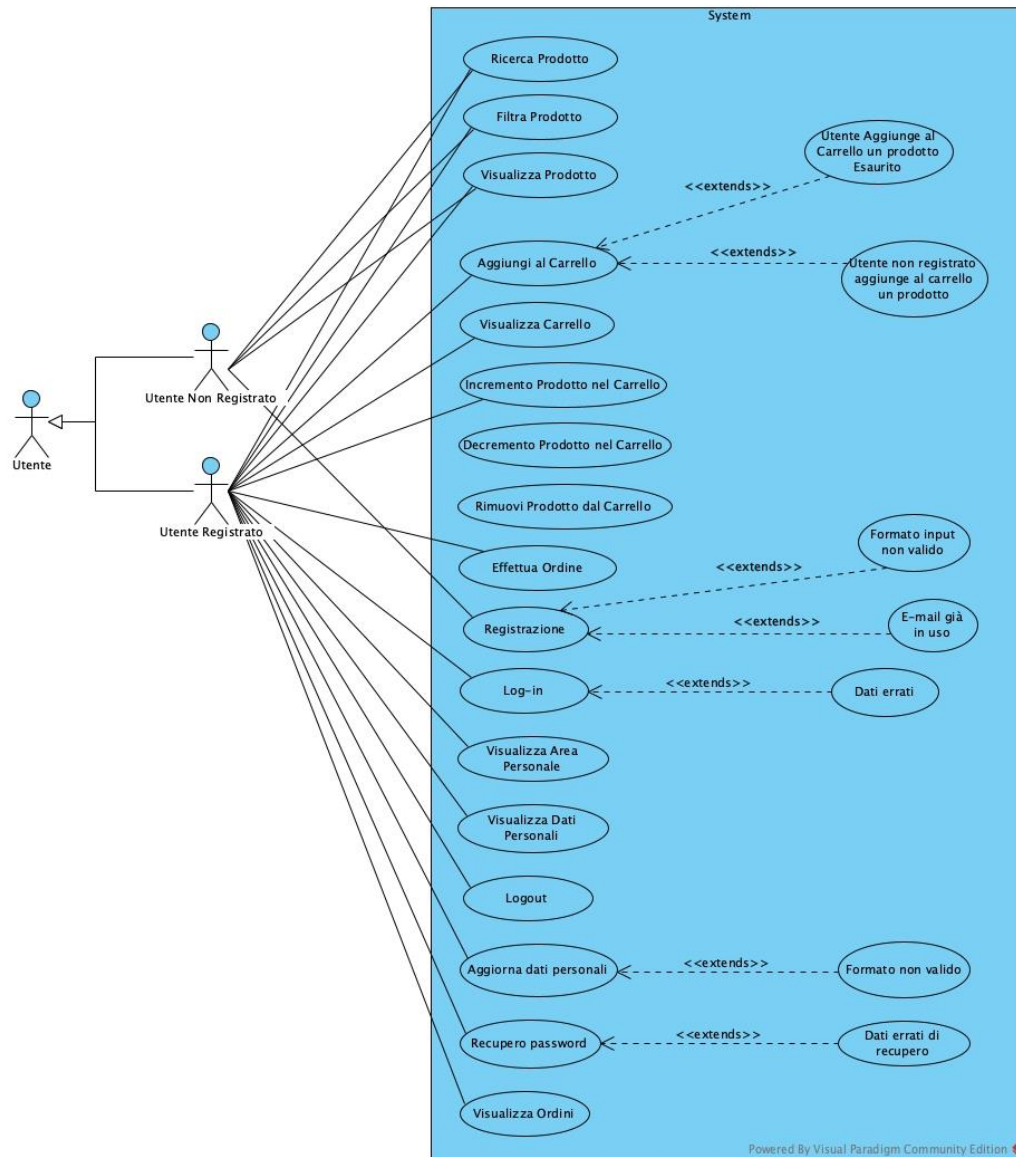 System
Ricerca Prodotto
Filtra Prodotto
Utente Aggiunge al
Carrello un prodotto
Esaurito
Visualizza Prodotto
<<extends>>
Aggiungi al Carrello
<<extends>>
Utente non registrato
aggiunge al carrello
un prodotto
Visualizza Carrello
Utente Non Registrato
Incremento Prodotto nel Carrello
Utente
Decremento Prodotto nel Carrello
Utente Registrato
Rimuovi Prodotto dal Carrello
Formato input
non valido
Effettua Ordine
<<extends>>
Registrazione
<<extends>>
E-mail già
in uso
Log-in
<<extends>>
Dati errati
Visualizza Area
Personale
Visualizza Dati
Personali
Logout
Aggiorna dati personali
<<extends>>
Formato non valido
Recupero password
<<extends>>
Dati errati di
recupero
Visualizza Ordini
Powered By Visual Paradigm Community Edition